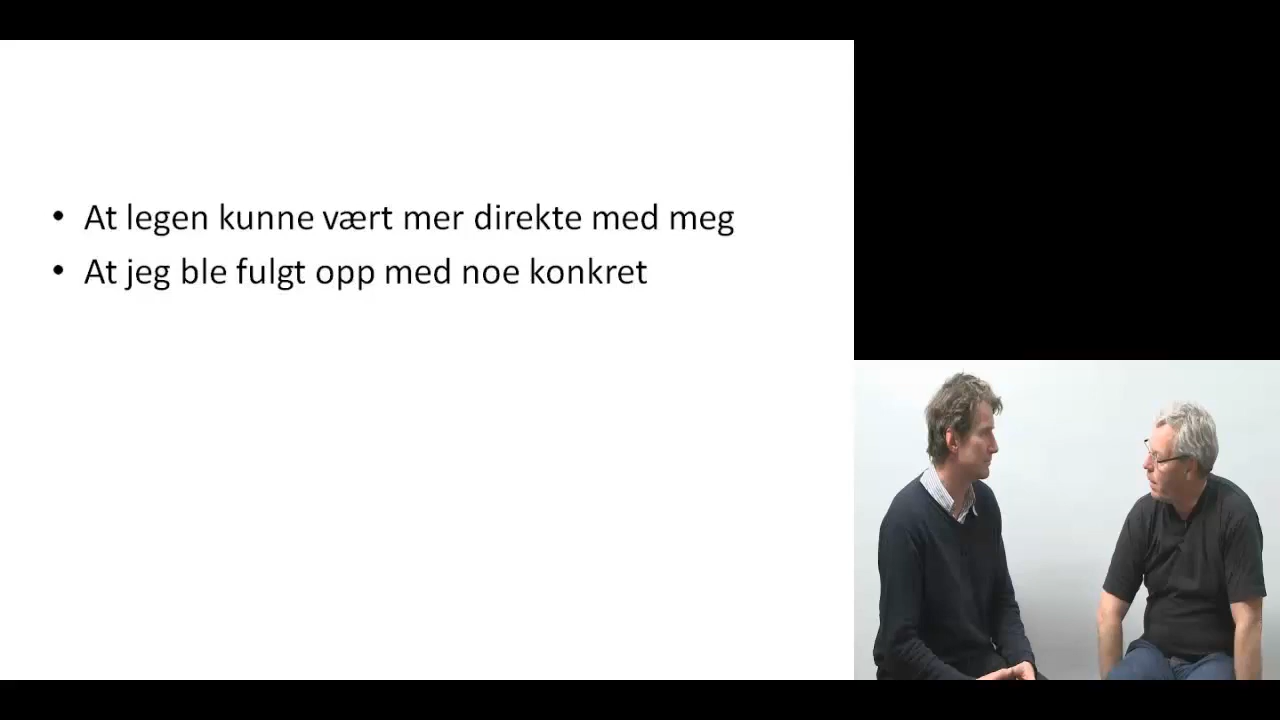 • At legen kunne vært mer direkte med meg
• At jeg ble fulgt opp med noe konkret